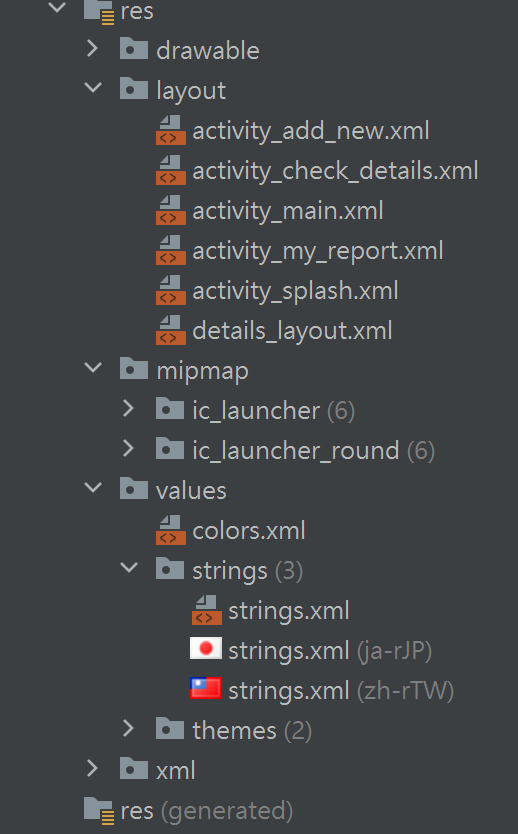 res
drawable
layout
activity_add_new.xml
activity_check_details.xml
activity_main.xml
activity_my_report.xml
activity_splash.xml
details_layout.xml
mipmap
ic_launcher (6)
ic_launcher_round (6)
values
colors.xml
strings (3)
strings.xml
strings.xml (ja-rJP)
strings.xml (zh-rTW)
themes (2)
xml
res (generated)